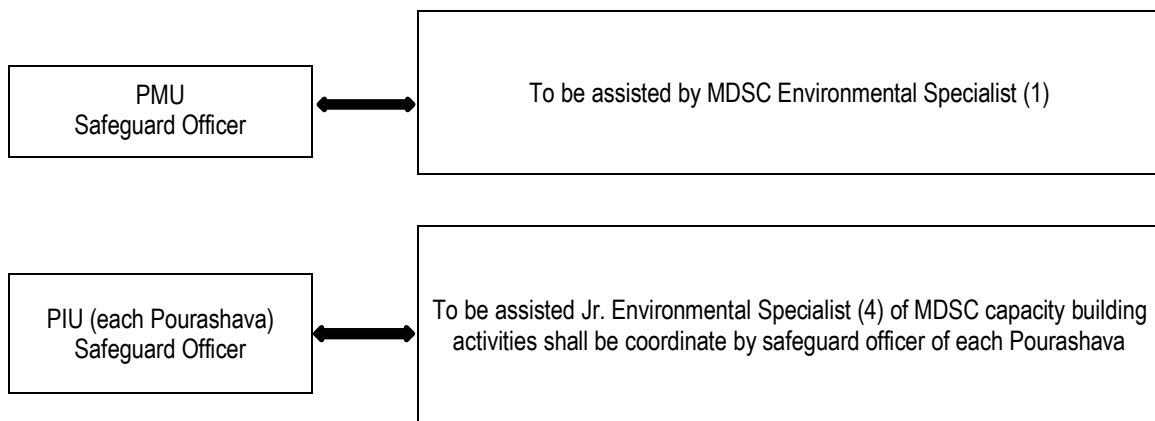 PMU
Safeguard Officer
To be assisted by MDSC Environmental Specialist (1)
PIU (each Pourashava)
Safeguard Officer
To be assisted Jr. Environmental Specialist (4) of MDSC capacity building
activities shall be coordinate by safeguard officer of each Pourashava